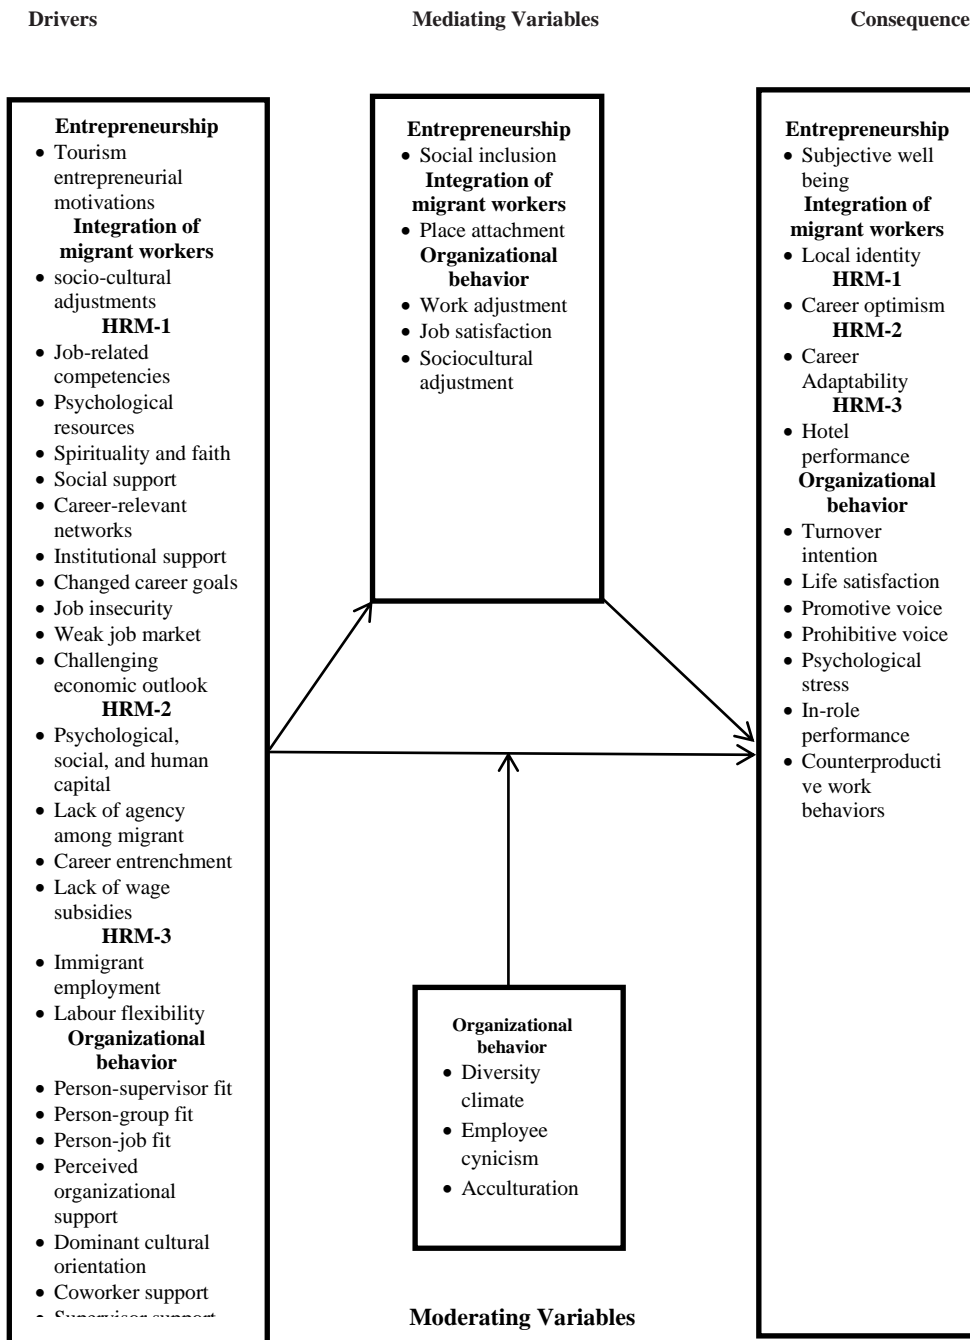 Drivers
Mediating Variables
Consequence
Entrepreneurship
• Tourism
entrepreneurial
motivations
Integration of
migrant workers
• socio-cultural
adjustments
HRM-1
• Job-related
competencies
• Psychological
resources
• Spirituality and faith
• Social support
• Career-relevant
networks
• Institutional support
• Changed career goals
• Job insecurity
• Weak job market
• Challenging
economic outlook
HRM-2
• Psychological,
social, and human
capital
• Lack of agency
among migrant
• Career entrenchment
• Lack of wage
subsidies
HRM-3
• Immigrant
employment
• Labour flexibility
Organizational
behavior
• Person-supervisor fit
• Person-group fit
• Person-job fit
• Perceived
organizational
support
• Dominant cultural
orientation
• Coworker support
• Supervisor support
Entrepreneurship
• Social inclusion
Integration of
migrant workers
• Place attachment
Organizational
behavior
• Work adjustment
• Job satisfaction
• Sociocultural
adjustment
Entrepreneurship
• Subjective well
being
Integration of
migrant workers
• Local identity
HRM-1
• Career optimism
HRM-2
• Career
Adaptability
HRM-3
• Hotel
performance
Organizational
behavior
• Turnover
intention
• Life satisfaction
• Promotive voice
• Prohibitive voice
• Psychological
stress
• In-role
performance
• Counterproducti
ve work
behaviors
Organizational
behavior
• Diversity
climate
• Employee
cynicism
• Acculturation
Moderating Variables